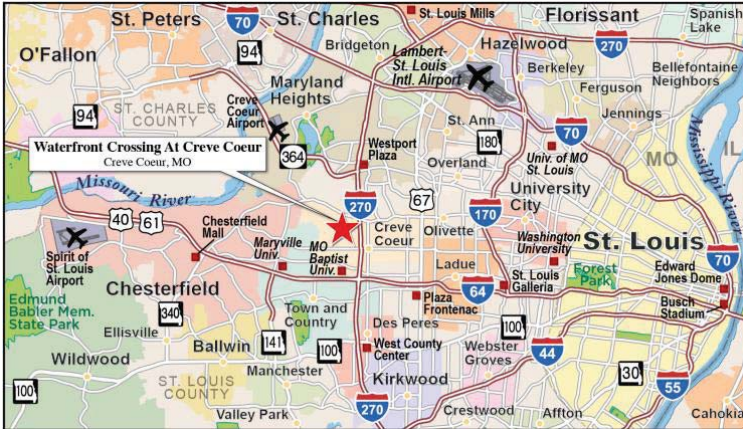 St. Peters
70
St. Charles
St. Louis Mills
Florissant
Spanish
Lake
O'Fallon
94
Bridgeton
Lambert-
St. Louis
Intl. Airport
Hazelwood
270
Berkeley
Bellefontaine
Neighbors
Maryland
Heights
Ferguson
ST. CHARLES
COUNTY
Creve
Coeur
Airport
St. Ann
Jennings
94
180
70
Mississippi River
MO
IL
Waterfront Crossing At Creve Coeur
Creve Coeur, MO
364
Westport
Plaza
Overland
Univ. of MO
St. Louis
Missouri River
270
67
170
University
City
40
61
Chesterfield
Mall
Creve
Coeur
Olivette
Washington
University
St. Louis
70
Maryville
Univ.
MO
Baptist
Univ.
Spirit of
St. Louis
Airport
Ladue
64
St. Louis
Galleria
Forest
Park
Edward
Jones Dome
Chesterfield
Plaza
Frontenac
Busch
Stadium
Edmund
Babler Mem.
State Park
340
Town and
Country
Ellisville
Des Peres
100
141
100
West County
Center
Webster
Groves
44
Ballwin
Wildwood
Manchester
30
100
ST. LOUIS
COUNTY
Kirkwood
55
Valley Park
270
Crestwood
Affton
Cahokia